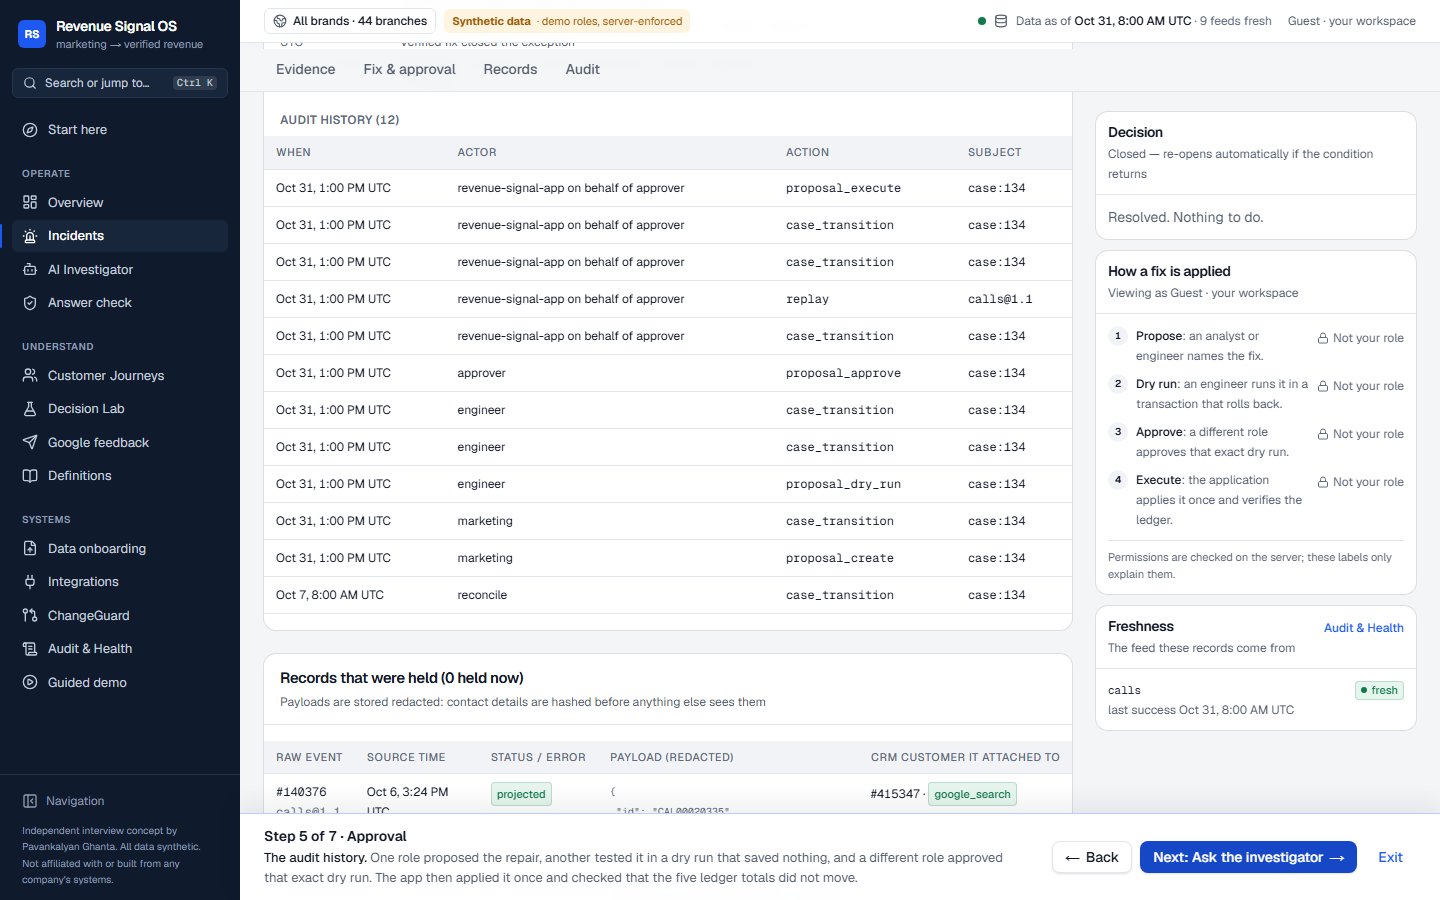 RS
Revenue Signal OS
marketing → verified revenue
Search or jump to... Ctrl K
Start here
OPERATE
Overview
Incidents
AI Investigator
Answer check
UNDERSTAND
Customer Journeys
Decision Lab
Google feedback
Definitions
SYSTEMS
Data onboarding
Integrations
ChangeGuard
Audit & Health
Guided demo
Navigation
Independent interview concept by
Pavankalyan Ghanta. All data synthetic.
Not affiliated with or built from any
company's systems.
All brands · 44 branches
Synthetic data · demo roles, server-enforced
Data as of Oct 31, 8:00 AM UTC · 9 feeds fresh
Guest · your workspace
UTC verified fix closed the exception
Evidence Fix & approval Records Audit
AUDIT HISTORY (12)
WHEN ACTOR ACTION SUBJECT
Oct 31, 1:00 PM UTC revenue-signal-app on behalf of approver proposal_execute case:134
Oct 31, 1:00 PM UTC revenue-signal-app on behalf of approver case_transition case:134
Oct 31, 1:00 PM UTC revenue-signal-app on behalf of approver case_transition case:134
Oct 31, 1:00 PM UTC revenue-signal-app on behalf of approver replay calls@1.1
Oct 31, 1:00 PM UTC revenue-signal-app on behalf of approver case_transition case:134
Oct 31, 1:00 PM UTC approver proposal_approve case:134
Oct 31, 1:00 PM UTC engineer case_transition case:134
Oct 31, 1:00 PM UTC engineer case_transition case:134
Oct 31, 1:00 PM UTC engineer proposal_dry_run case:134
Oct 31, 1:00 PM UTC marketing case_transition case:134
Oct 31, 1:00 PM UTC marketing proposal_create case:134
Oct 7, 8:00 AM UTC reconcile case_transition case:134
Records that were held (0 held now)
Payloads are stored redacted: contact details are hashed before anything else sees them
RAW EVENT SOURCE TIME STATUS / ERROR PAYLOAD (REDACTED) CRM CUSTOMER IT ATTACHED TO
#140376 Oct 6, 3:24 PM projected { #415347 · google_search
calls@1.1 UTC "id": "CAL00020335"
Decision
Closed — re-opens automatically if the condition
returns
Resolved. Nothing to do.
How a fix is applied
Viewing as Guest · your workspace
1 Propose: an analyst or Not your role
engineer names the fix.
2 Dry run: an engineer runs it in a Not your role
transaction that rolls back.
3 Approve: a different role Not your role
approves that exact dry run.
4 Execute: the application Not your role
applies it once and verifies the
ledger.
Permissions are checked on the server; these labels only
explain them.
Freshness Audit & Health
The feed these records come from
calls fresh
last success Oct 31, 8:00 AM UTC
Step 5 of 7 · Approval
The audit history. One role proposed the repair, another tested it in a dry run that saved nothing, and a different role approved
that exact dry run. The app then applied it once and checked that the five ledger totals did not move.
← Back
Next: Ask the investigator →
Exit